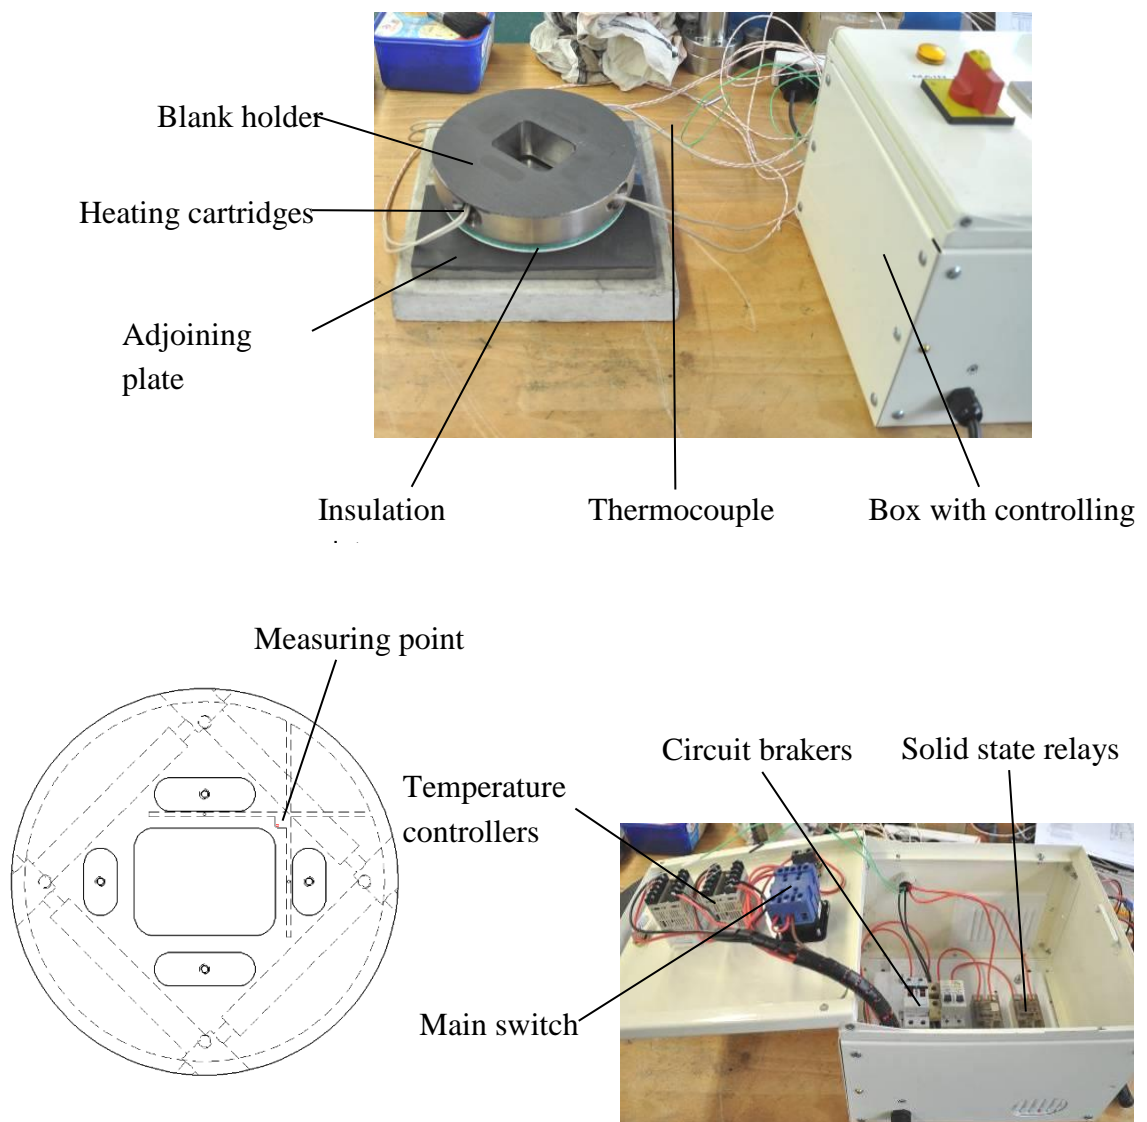 Blank holder
Heating cartridges
Adjoining
plate
Insulation
Thermocouple
Box with controlling
Measuring point
Circuit brakers
Solid state relays
Temperature
controllers
Main switch
MAIN